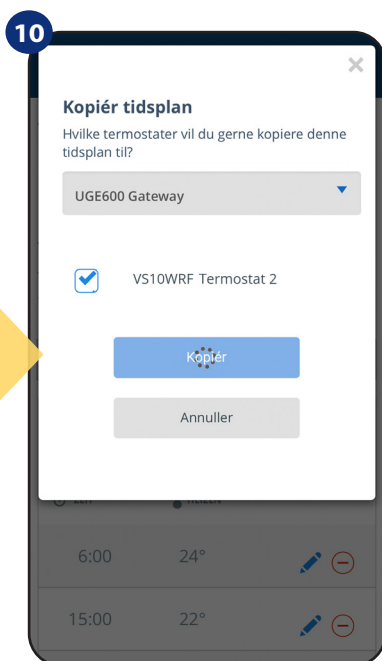 10
Kopiér tidsplan
Hvilke termostater vil du gerne kopiere denne
tidsplan til?
UGE600 Gateway
VS10WRF Termostat 2
Kopiér
Annuller
6:00 24°
15:00 22°